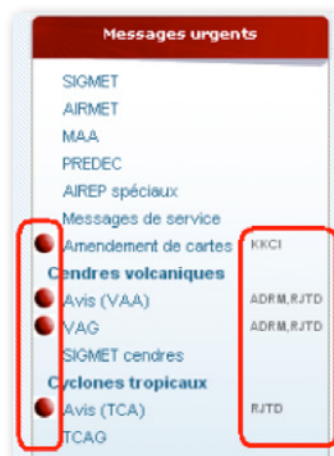 Messages urgents
SIGMET
AIRMET
MAA
PREDEC
AIREP spéciaux
Messages de service
Amendement de cartes KKCI
Cendres volcaniques
Avis (VAA) ADRM,RJTD
VAG ADRM,RJTD
SIGMET cendres
Cyclones tropicaux
Avis (TCA) RJTD
TCAG